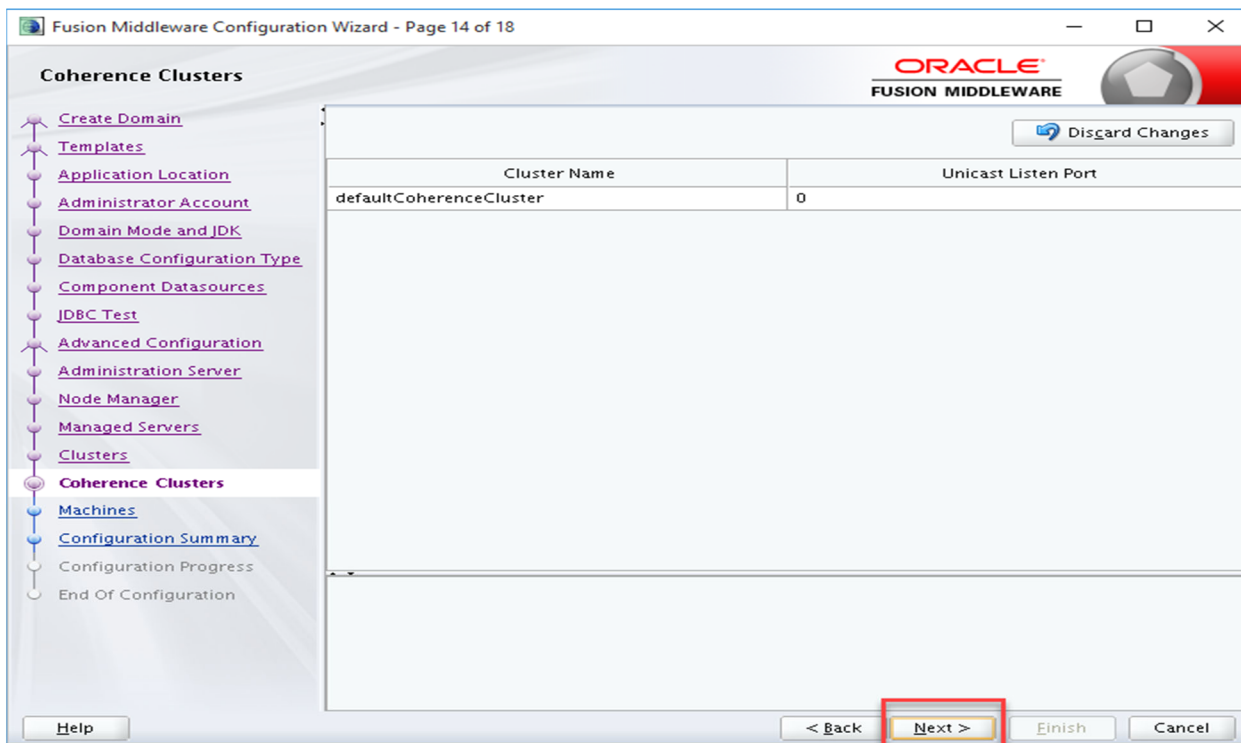 Fusion Middleware Configuration Wizard - Page 14 of 18
Coherence Clusters
ORACLE
FUSION MIDDLEWARE
Create Domain
Templates
Application Location
Administrator Account
Domain Mode and JDK
Database Configuration Type
Component Datasources
JDBC Test
Advanced Configuration
Administration Server
Node Manager
Managed Servers
Clusters
Coherence Clusters
Machines
Configuration Summary
Configuration Progress
End Of Configuration
Discard Changes
Cluster Name Unicast Listen Port
defaultCoherenceCluster 0
Help < Back Next > Finish Cancel